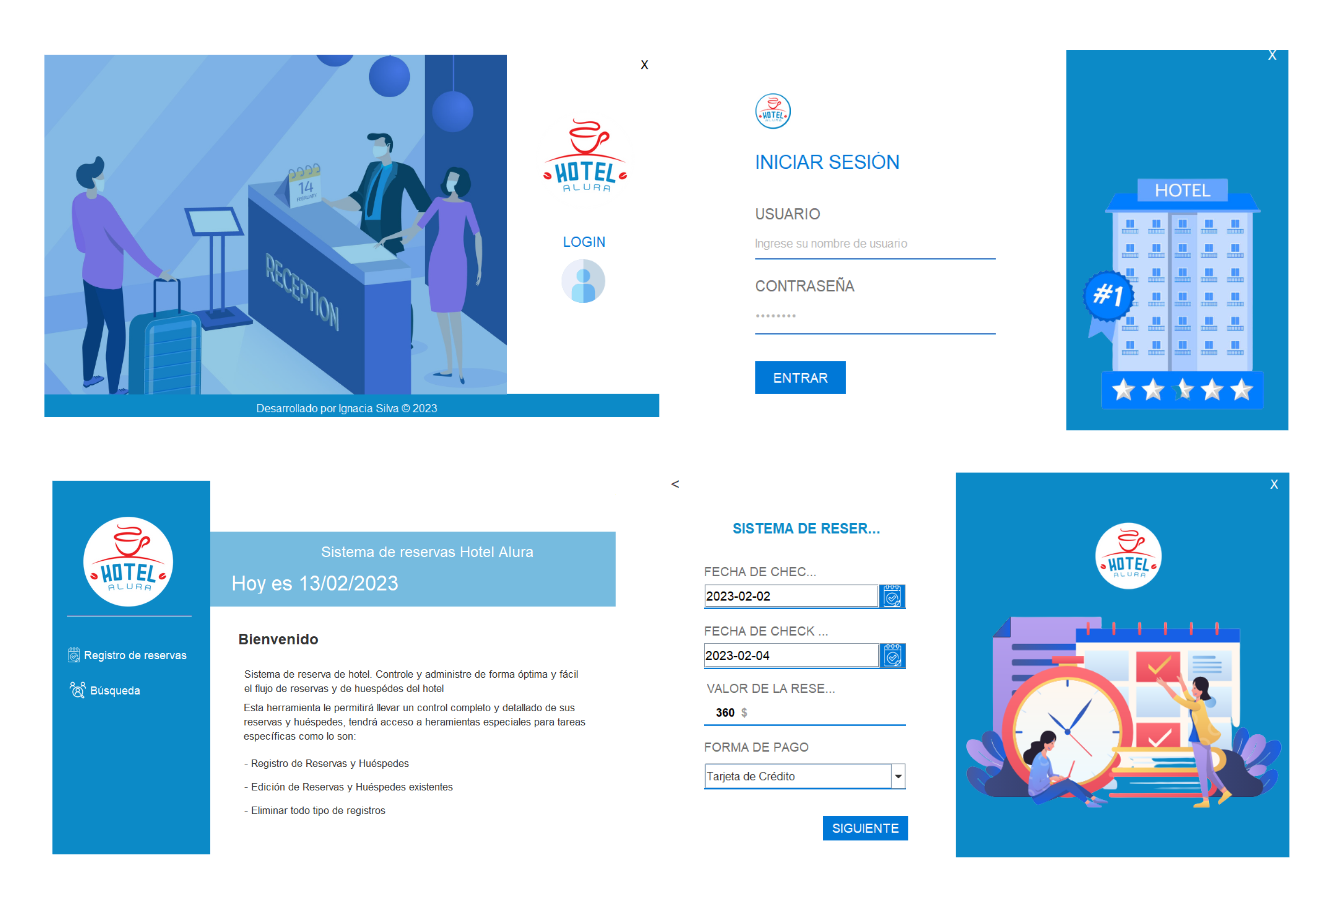 X
14
FEBRUARY
RECEPTION
HOTEL
ALURA
LOGIN
Desarrollado por Ignacia Silva © 2023
X
HOTEL
ALURA
INICIAR SESIÓN
USUARIO
Ingrese su nombre de usuario
CONTRASEÑA
••••••••
ENTRAR
HOTEL
#1
HOTEL
ALURA
Registro de reservas
Búsqueda
Sistema de reservas Hotel Alura
Hoy es 13/02/2023
Bienvenido
Sistema de reserva de hotel. Controle y administre de forma óptima y fácil
el flujo de reservas y de huespédes del hotel
Esta herramienta le permitirá llevar un control completo y detallado de sus
reservas y huéspedes, tendrá acceso a heramientas especiales para tareas
específicas como lo son:
- Registro de Reservas y Huéspedes
- Edición de Reservas y Huéspedes existentes
- Eliminar todo tipo de registros
<
SISTEMA DE RESER...
FECHA DE CHEC...
2023-02-02
FECHA DE CHECK ...
2023-02-04
VALOR DE LA RESE...
360 $
FORMA DE PAGO
Tarjeta de Crédito
SIGUIENTE
X
HOTEL
ALURA